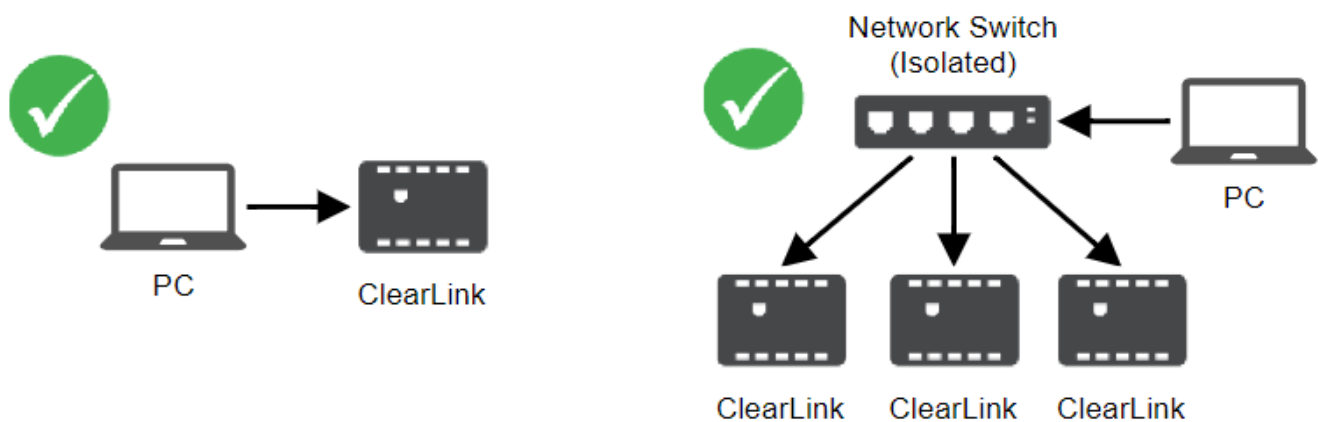 PC
ClearLink
Network Switch
(Isolated)
PC
ClearLink
ClearLink
ClearLink